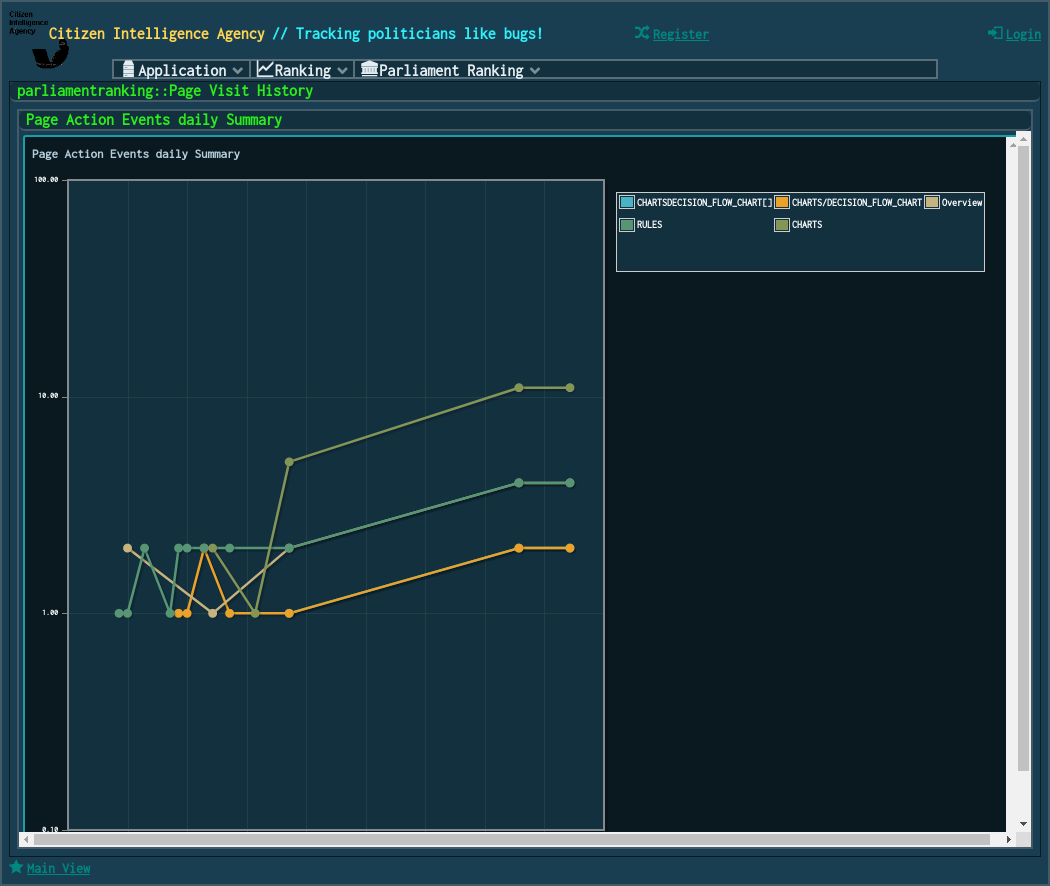 Citizen
Intelligence
Agency
Citizen Intelligence Agency // Tracking politicians like bugs!
Register
Login
Application
Ranking
Parliament Ranking
parliamentranking::Page Visit History
Page Action Events daily Summary
Page Action Events daily Summary
100.00
10.00
1.00
0.10
CHARTSDECISION_FLOW_CHART[]
CHARTS/DECISION_FLOW_CHART
Overview
RULES
CHARTS
Main View